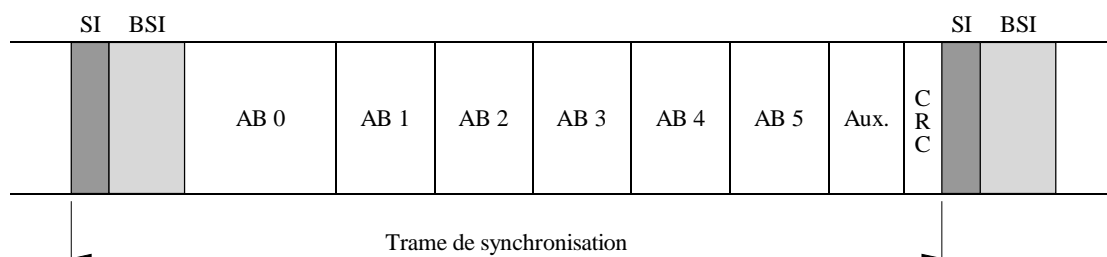 SI BSI SI BSI
AB 0 AB 1 AB 2 AB 3 AB 4 AB 5 Aux. C R C
Trame de synchronisation